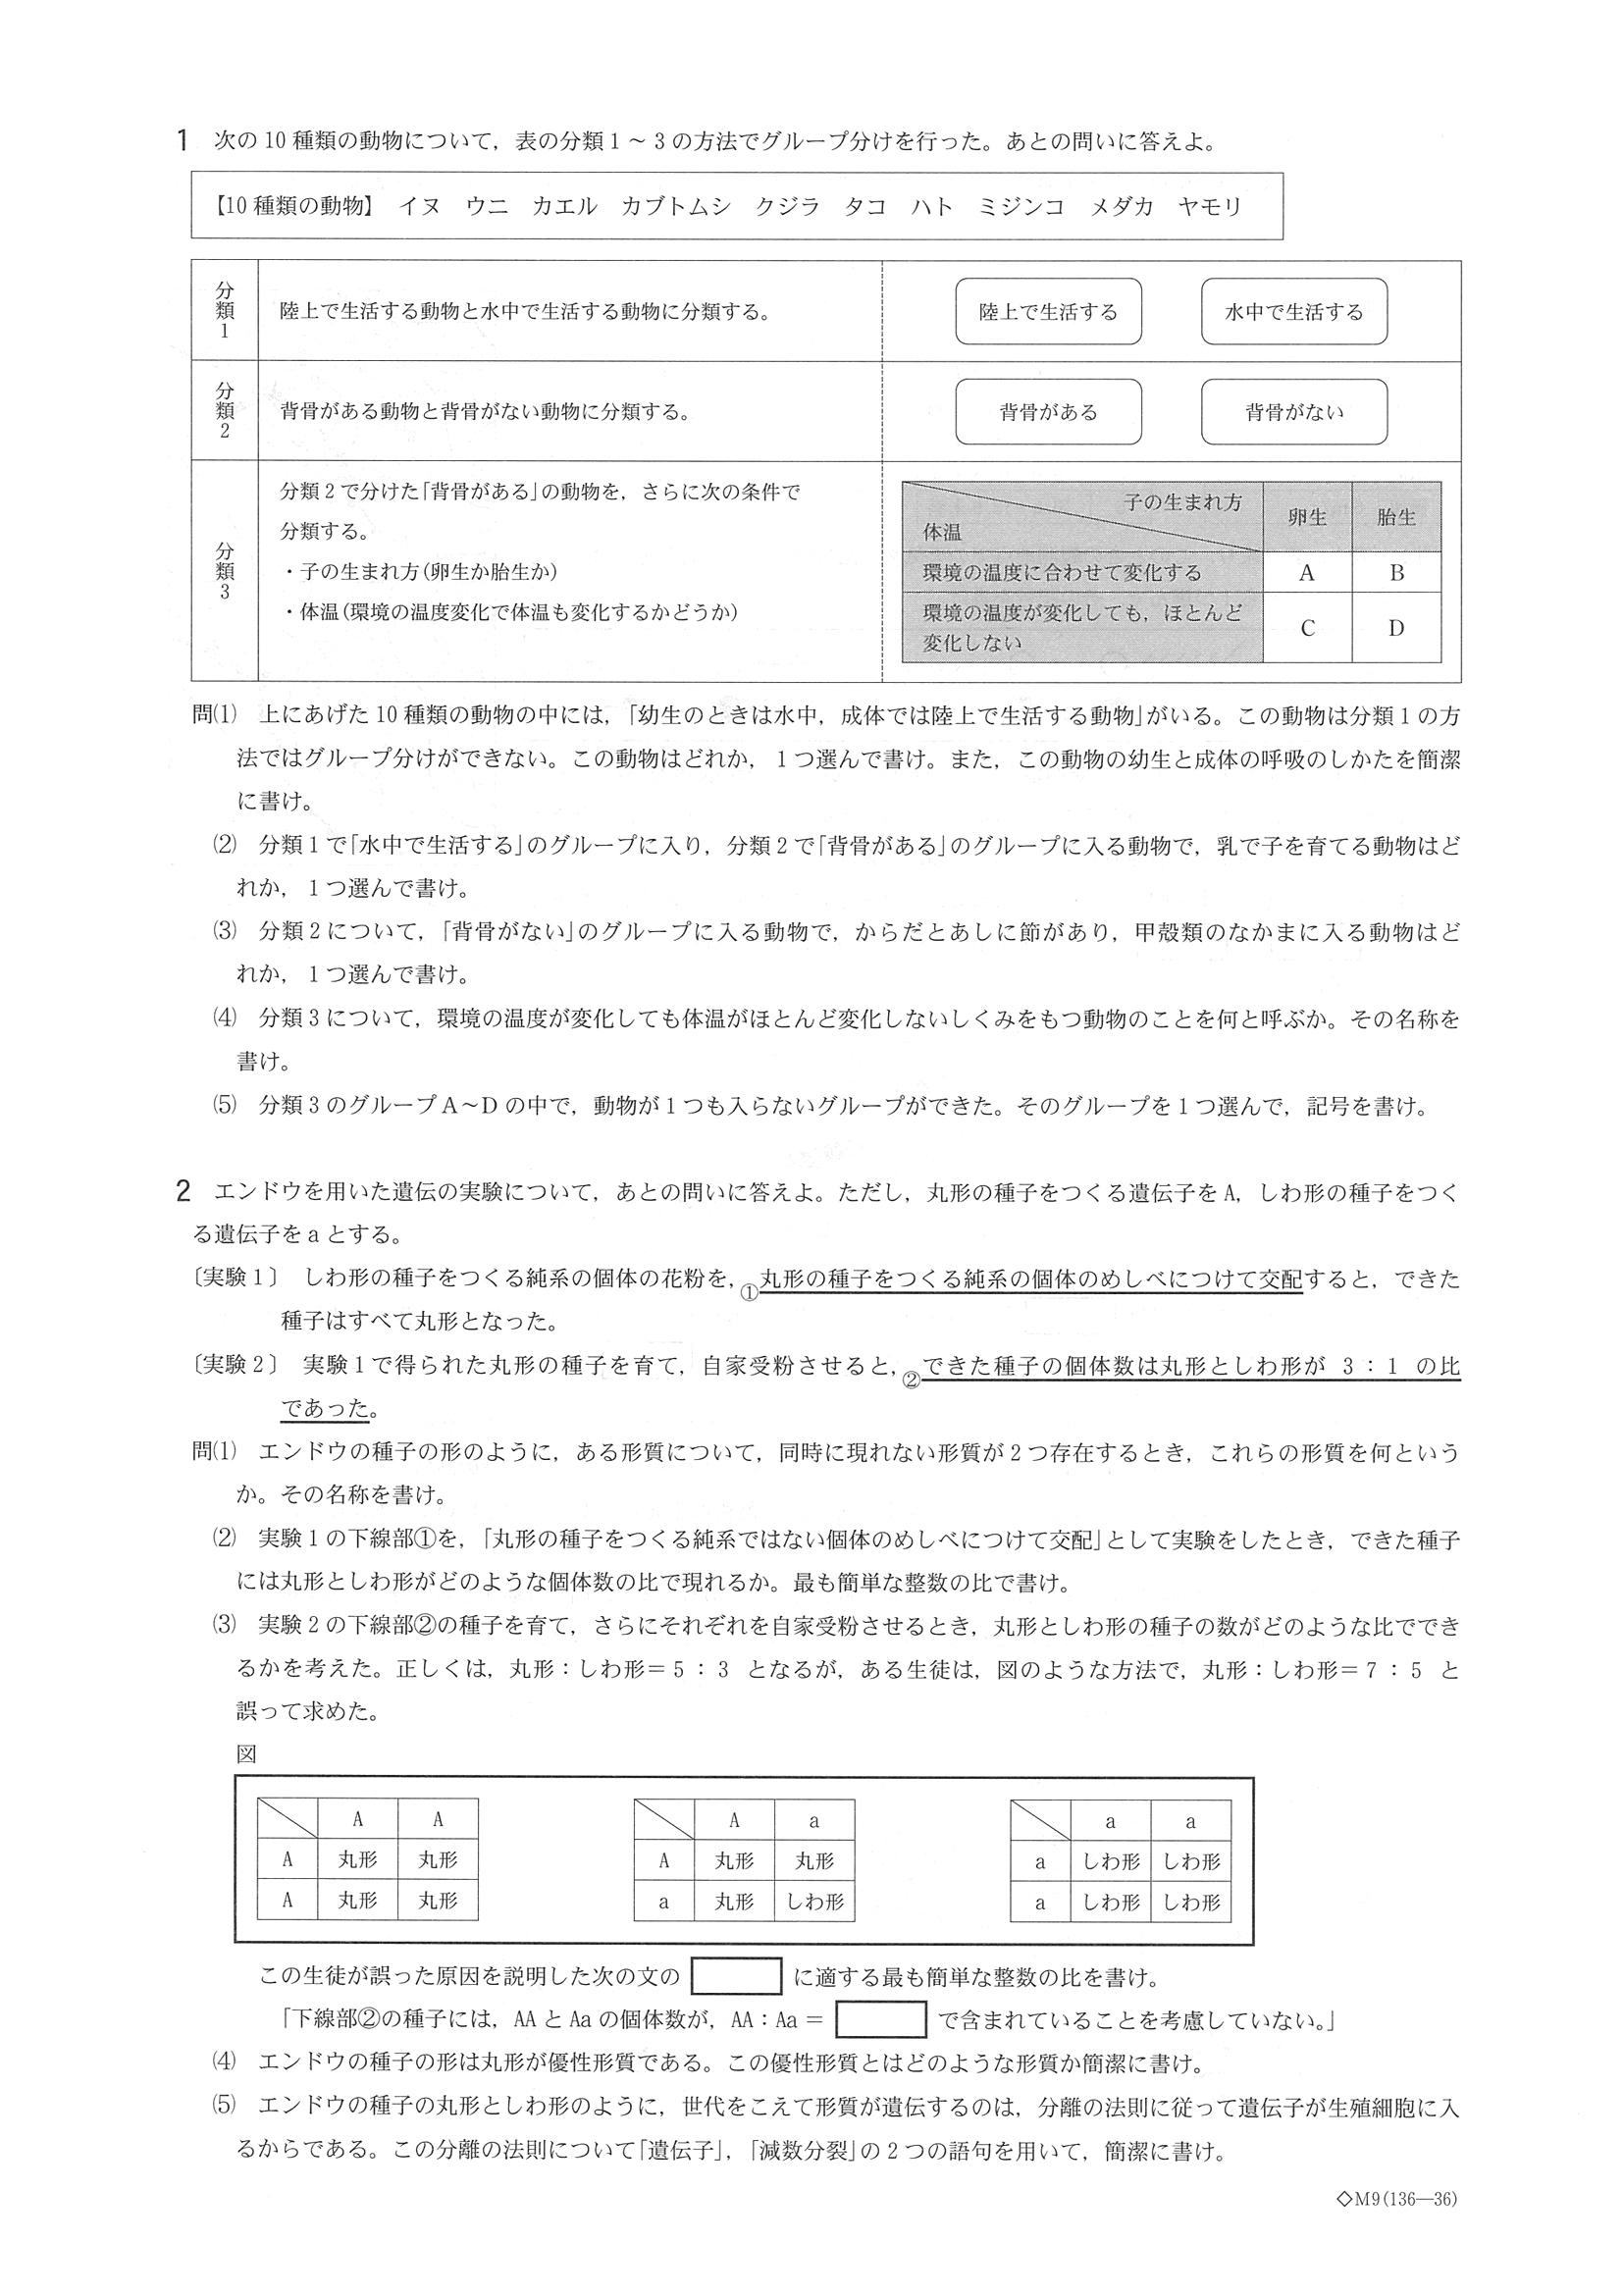 1　次の10種類の動物について，表の分類1～3の方法でグループ分けを行った。あとの問いに答えよ。
【10種類の動物】　イヌ　ウニ　カエル　カブトムシ　クジラ　タコ　ハト　ミジンコ　メダカ　ヤモリ
分類1　陸上で生活する動物と水中で生活する動物に分類する。　陸上で生活する　水中で生活する
分類2　背骨がある動物と背骨がない動物に分類する。　背骨がある　背骨がない
分類3
分類2で分けた「背骨がある」の動物を，さらに次の条件で
分類する。
・子の生まれ方（卵生か胎生か）
・体温（環境の温度変化で体温も変化するかどうか）
子の生まれ方　卵生　胎生
体温
環境の温度に合わせて変化する　A　B
環境の温度が変化しても，ほとんど
変化しない　C　D
問⑴　上にあげた10種類の動物の中には，「幼生のときは水中，成体では陸上で生活する動物」がいる。この動物は分類1の方
法ではグループ分けができない。この動物はどれか，1つ選んで書け。また，この動物の幼生と成体の呼吸のしかたを簡潔
に書け。
⑵　分類1で「水中で生活する」のグループに入り，分類2で「背骨がある」のグループに入る動物で，乳で子を育てる動物はど
れか，1つ選んで書け。
⑶　分類2について，「背骨がない」のグループに入る動物で，からだとあしに節があり，甲殻類のなかまに入る動物はど
れか，1つ選んで書け。
⑷　分類3について，環境の温度が変化しても体温がほとんど変化しないしくみをもつ動物のことを何と呼ぶか。その名称を
書け。
⑸　分類3のグループA～Dの中で，動物が1つも入らないグループができた。そのグループを1つ選んで，記号を書け。
2　エンドウを用いた遺伝の実験について，あとの問いに答えよ。ただし，丸形の種子をつくる遺伝子をA，しわ形の種子をつく
る遺伝子をaとする。
〔実験1〕　しわ形の種子をつくる純系の個体の花粉を，①丸形の種子をつくる純系の個体のめしべにつけて交配すると，できた
種子はすべて丸形となった。
〔実験2〕　実験1で得られた丸形の種子を育て，自家受粉させると，②できた種子の個体数は丸形としわ形が 3：1 の比
であった。
問⑴　エンドウの種子の形のように，ある形質について，同時に現れない形質が2つ存在するとき，これらの形質を何という
か。その名称を書け。
⑵　実験1の下線部①を，「丸形の種子をつくる純系ではない個体のめしべにつけて交配」として実験をしたとき，できた種子
には丸形としわ形がどのような個体数の比で現れるか。最も簡単な整数の比で書け。
⑶　実験2の下線部②の種子を育て，さらにそれぞれを自家受粉させるとき，丸形としわ形の種子の数がどのような比ででき
るかを考えた。正しくは，丸形：しわ形＝5：3 となるが，ある生徒は，図のような方法で，丸形：しわ形＝7：5 と
誤って求めた。
図
A　A　　A　a　　a　a
A　丸形　丸形　　A　丸形　丸形　　a　しわ形　しわ形
A　丸形　丸形　　a　丸形　しわ形　　a　しわ形　しわ形
この生徒が誤った原因を説明した次の文の　　に適する最も簡単な整数の比を書け。
「下線部②の種子には，AAとAaの個体数が，AA：Aa＝　　で含まれていることを考慮していない。」
⑷　エンドウの種子の形は丸形が優性形質である。この優性形質とはどのような形質か簡潔に書け。
⑸　エンドウの種子の丸形としわ形のように，世代をこえて形質が遺伝するのは，分離の法則に従って遺伝子が生殖細胞に入
るからである。この分離の法則について「遺伝子」，「減数分裂」の2つの語句を用いて，簡潔に書け。
◇M9(136―36)